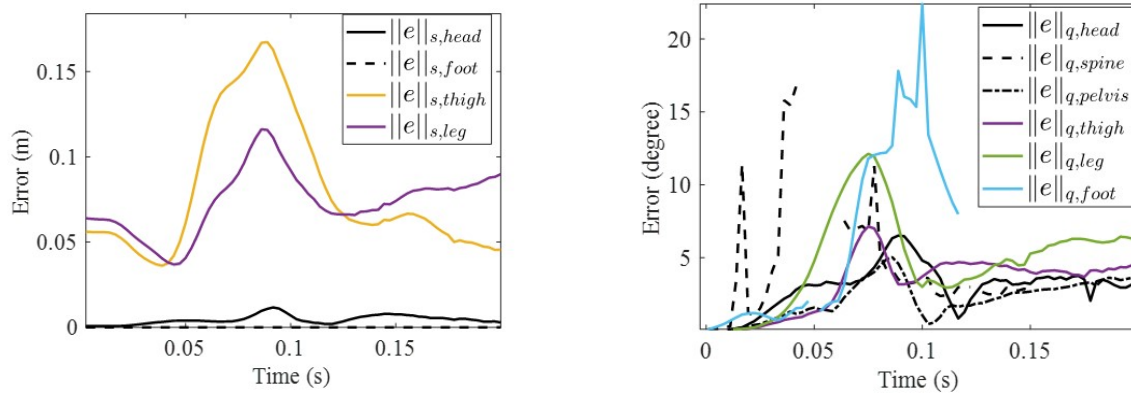 0.15
0.1
0.05
0
Error (m)
0.05
0.1
0.15
Time (s)
||e||s,head
||e||s,foot
||e||s,thigh
||e||s,leg
20
15
10
5
Error (degree)
0
0.05
0.1
0.15
Time (s)
||e||q,head
||e||q,spine
||e||q,pelvis
||e||q,thigh
||e||q,leg
||e||q,foot